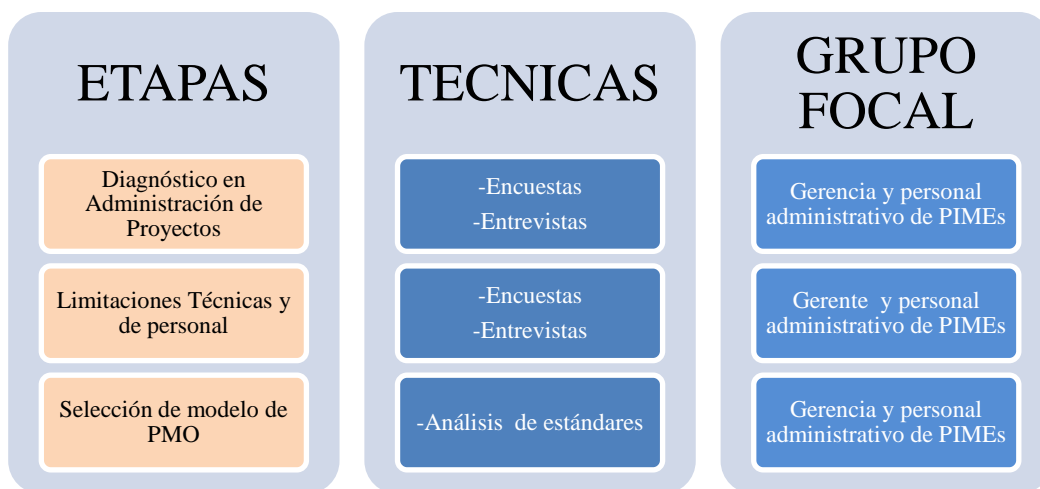 ETAPAS
Diagnóstico en
Administración de
Proyectos
Limitaciones Técnicas y
de personal
Selección de modelo de
PMO
TECNICAS
-Encuestas
-Entrevistas
-Encuestas
-Entrevistas
-Análisis de estándares
GRUPO
FOCAL
Gerencia y personal
administrativo de PIMEs
Gerente y personal
administrativo de PIMEs
Gerencia y personal
administrativo de PIMEs